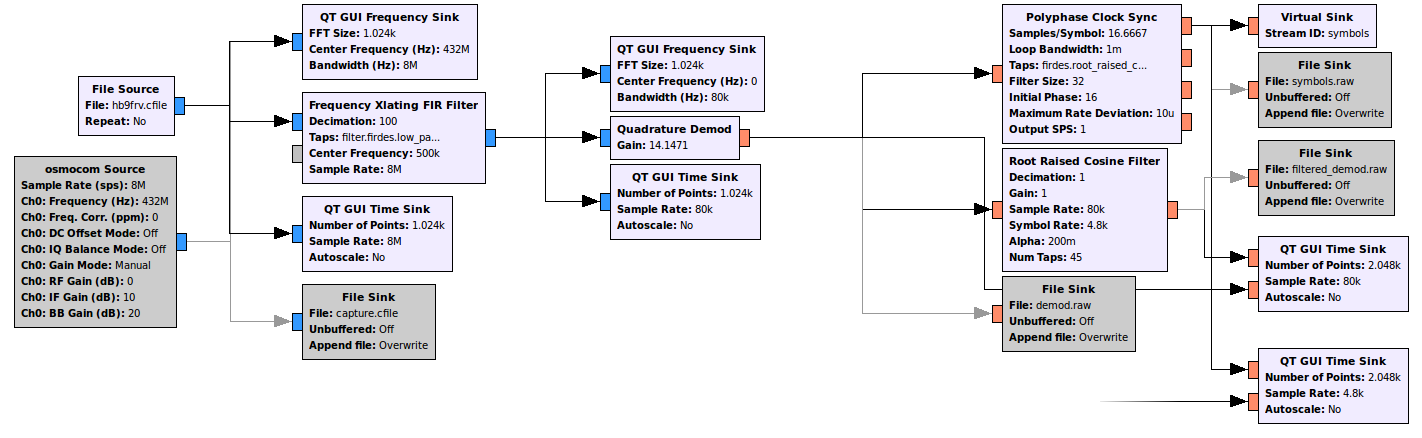 File Source
File: hb9frv.cfile
Repeat: No
osmocom Source
Sample Rate (sps): 8M
Ch0: Frequency (Hz): 432M
Ch0: Freq. Corr. (ppm): 0
Ch0: DC Offset Mode: Off
Ch0: IQ Balance Mode: Off
Ch0: Gain Mode: Manual
Ch0: RF Gain (dB): 0
Ch0: IF Gain (dB): 10
Ch0: BB Gain (dB): 20
QT GUI Frequency Sink
FFT Size: 1.024k
Center Frequency (Hz): 432M
Bandwidth (Hz): 8M
Frequency Xlating FIR Filter
Decimation: 100
Taps: filter.firdes.low_pa...
Center Frequency: 500k
Sample Rate: 8M
QT GUI Time Sink
Number of Points: 1.024k
Sample Rate: 8M
Autoscale: No
File Sink
File: capture.cfile
Unbuffered: Off
Append file: Overwrite
QT GUI Frequency Sink
FFT Size: 1.024k
Center Frequency (Hz): 0
Bandwidth (Hz): 80k
Quadrature Demod
Gain: 14.1471
QT GUI Time Sink
Number of Points: 1.024k
Sample Rate: 80k
Autoscale: No
Polyphase Clock Sync
Samples/Symbol: 16.6667
Loop Bandwidth: 1m
Taps: firdes.root_raised_c...
Filter Size: 32
Initial Phase: 16
Maximum Rate Deviation: 10u
Output SPS: 1
Root Raised Cosine Filter
Decimation: 1
Gain: 1
Sample Rate: 80k
Symbol Rate: 4.8k
Alpha: 200m
Num Taps: 45
File Sink
File: demod.raw
Unbuffered: Off
Append file: Overwrite
Virtual Sink
Stream ID: symbols
File Sink
File: symbols.raw
Unbuffered: Off
Append file: Overwrite
File Sink
File: filtered_demod.raw
Unbuffered: Off
Append file: Overwrite
QT GUI Time Sink
Number of Points: 2.048k
Sample Rate: 80k
Autoscale: No
QT GUI Time Sink
Number of Points: 2.048k
Sample Rate: 4.8k
Autoscale: No